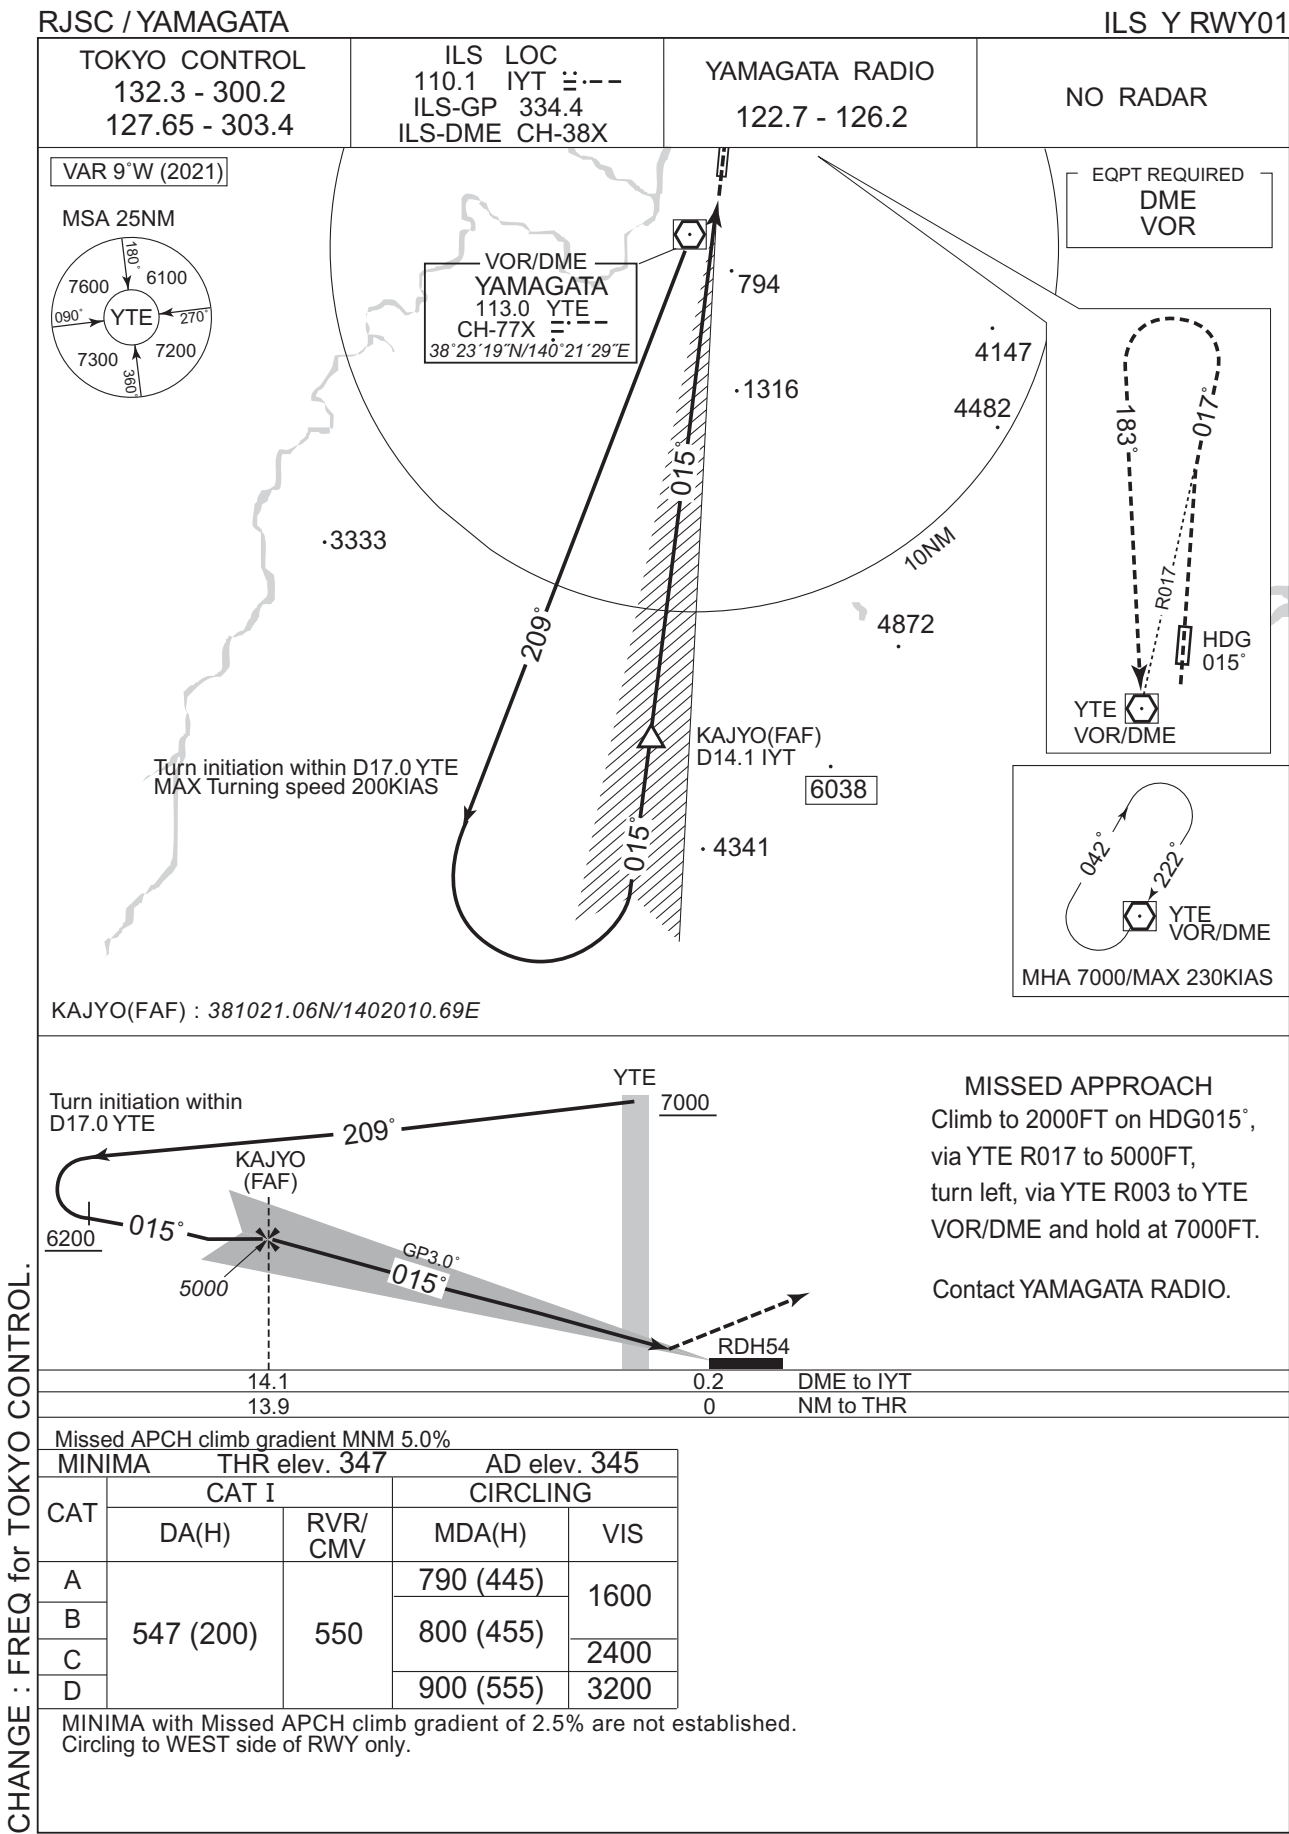 RJSC / YAMAGATA
ILS Y RWY01
TOKYO CONTROL
132.3 - 300.2
127.65 - 303.4
ILS LOC
110.1 IYT
ILS-GP 334.4
ILS-DME CH-38X
YAMAGATA RADIO
122.7 - 126.2
NO RADAR
VAR 9°W (2021)
MSA 25NM
180°
7600
6100
090°
YTE
270°
7300
7200
360°
EQPT REQUIRED
DME
VOR
VOR/DME
YAMAGATA
113.0 YTE
CH-77X
38°23´19˝N/140°21´29˝E
794
4147
1316
4482
015°
3333
10NM
209°
4872
183°
017°
R017
HDG
015°
YTE
VOR/DME
KAJYO(FAF)
D14.1 IYT
Turn initiation within D17.0 YTE
MAX Turning speed 200KIAS
6038
015°
4341
042°
222°
YTE
VOR/DME
MHA 7000/MAX 230KIAS
KAJYO(FAF) : 381021.06N/1402010.69E
YTE
7000
Turn initiation within
D17.0 YTE
209°
KAJYO
(FAF)
015°
6200
5000
GP3.0°
015°
RDH54
MISSED APPROACH
Climb to 2000FT on HDG015°,
via YTE R017 to 5000FT,
turn left, via YTE R003 to YTE
VOR/DME and hold at 7000FT.
Contact YAMAGATA RADIO.
14.1 0.2 DME to IYT
13.9 0 NM to THR
Missed APCH climb gradient MNM 5.0%
MINIMA THR elev. 347 AD elev. 345
CAT
CAT I
CIRCLING
DA(H)
RVR/
CMV
MDA(H)
VIS
A
B
C
D
547 (200)
550
790 (445)
800 (455)
900 (555)
1600
2400
3200
MINIMA with Missed APCH climb gradient of 2.5% are not established.
Circling to WEST side of RWY only.
CHANGE : FREQ for TOKYO CONTROL.